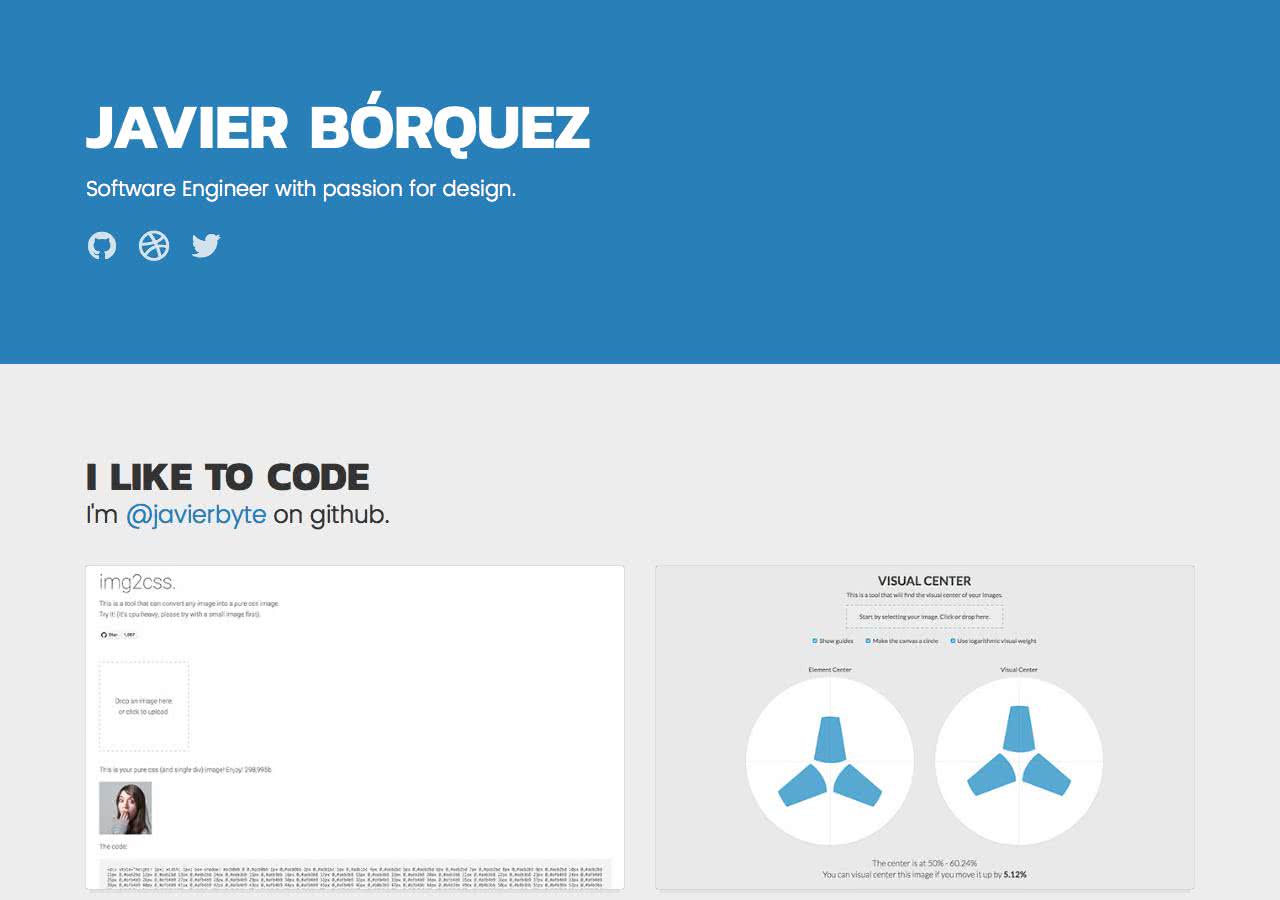 JAVIER BÓRQUEZ
Software Engineer with passion for design.
I LIKE TO CODE
I'm @javierbyte on github.
img2css.
This is a tool that can convert any image into a pure css image.
Try it! (It's cpu heavy, please try with a small image first).
Star 1,087
Drop an image here,
or click to upload
This is your pure css (and single div) image! Enjoy! 298,995b
The code:
VISUAL CENTER
This is a tool that will find the visual center of your images.
Start by selecting your image. Click or drop here.
Show guides Make the canvas a circle Use logarithmic visual weight
Element Center Visual Center
The center is at 50% - 60.24%
You can visual center this image if you move it up by 5.12%